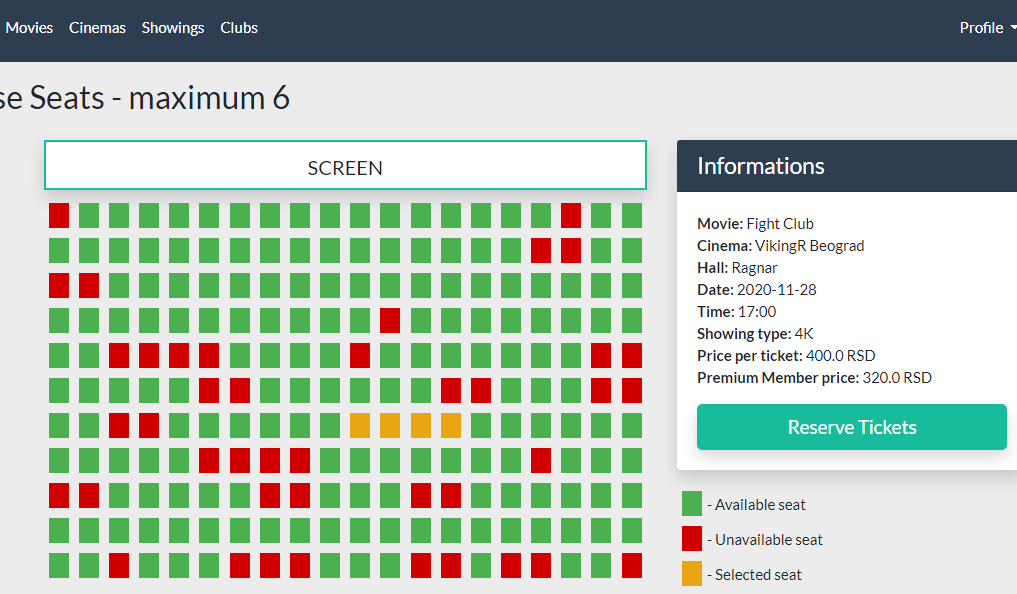 Movies Cinemas Showings Clubs Profile
se Seats - maximum 6
SCREEN
Informations
Movie: Fight Club
Cinema: VikingR Beograd
Hall: Ragnar
Date: 2020-11-28
Time: 17:00
Showing type: 4K
Price per ticket: 400.0 RSD
Premium Member price: 320.0 RSD
Reserve Tickets
- Available seat
- Unavailable seat
- Selected seat